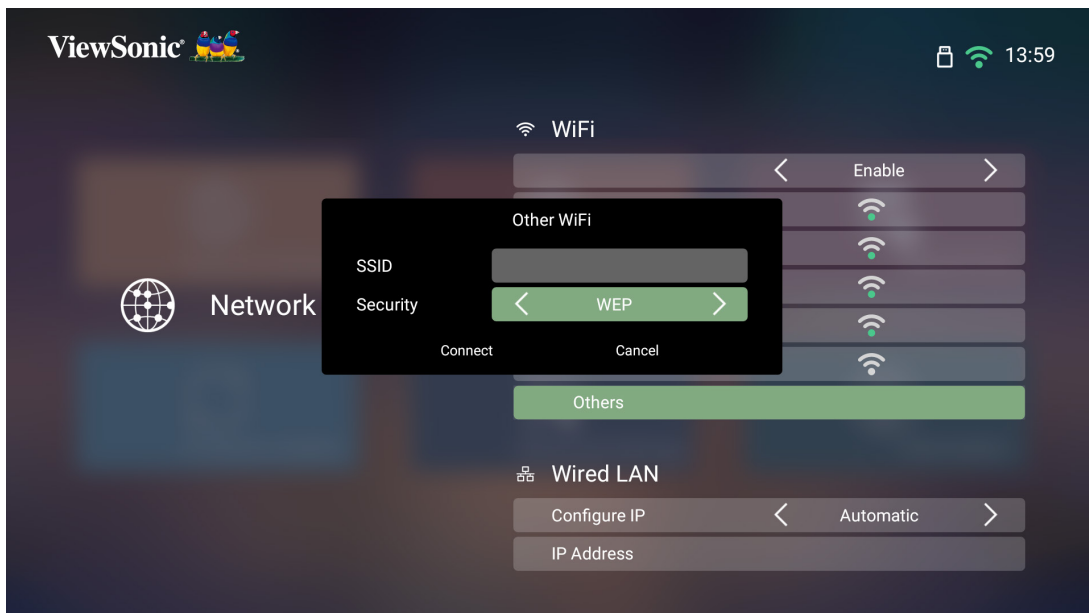 ViewSonic®
13:59
WiFi
Enable
Other WiFi
SSID
Security
WEP
Connect
Cancel
Network
Others
Wired LAN
Configure IP
Automatic
IP Address